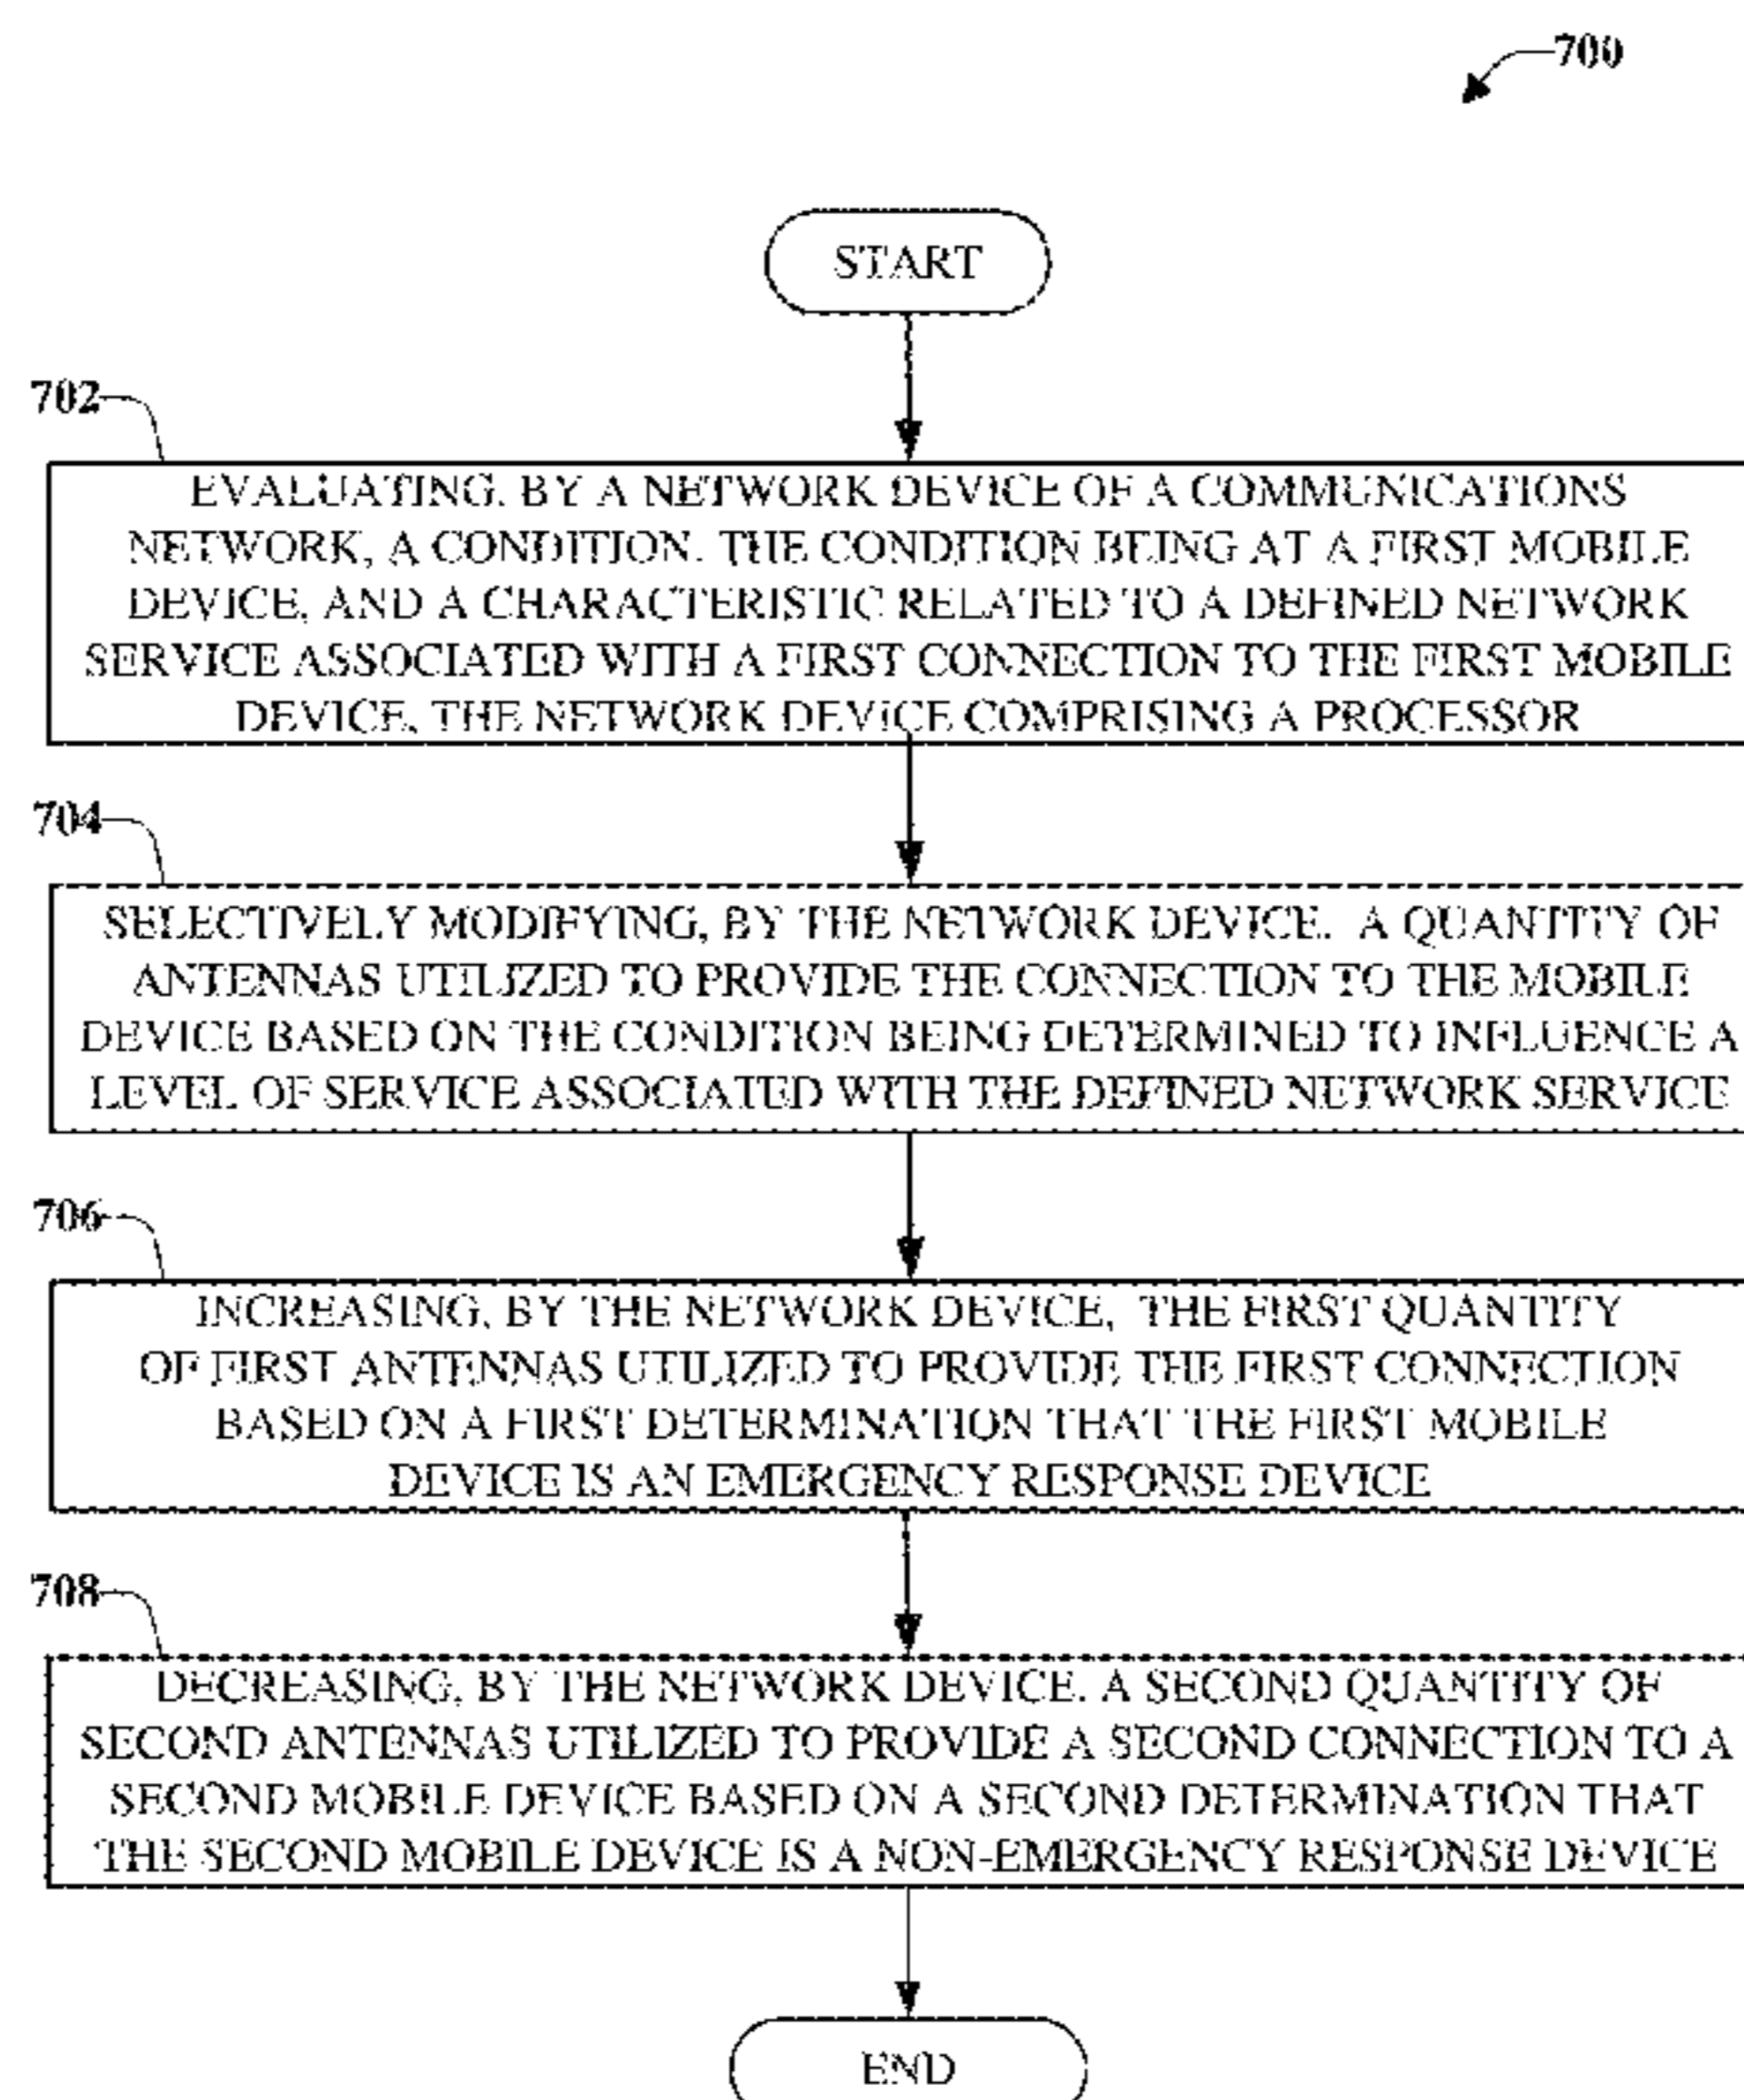 700
START
702
EVALUATING, BY A NETWORK DEVICE OF A COMMUNICATIONS
NETWORK, A CONDITION, THE CONDITION BEING AT A FIRST MOBILE
DEVICE, AND A CHARACTERISTIC RELATED TO A DEFINED NETWORK
SERVICE ASSOCIATED WITH A FIRST CONNECTION TO THE FIRST MOBILE
DEVICE, THE NETWORK DEVICE COMPRISING A PROCESSOR
704
SELECTIVELY MODIFYING, BY THE NETWORK DEVICE, A QUANTITY OF
ANTENNAS UTILIZED TO PROVIDE THE CONNECTION TO THE MOBILE
DEVICE BASED ON THE CONDITION BEING DETERMINED TO INFLUENCE A
LEVEL OF SERVICE ASSOCIATED WITH THE DEFINED NETWORK SERVICE
706
INCREASING, BY THE NETWORK DEVICE, THE FIRST QUANTITY
OF FIRST ANTENNAS UTILIZED TO PROVIDE THE FIRST CONNECTION
BASED ON A FIRST DETERMINATION THAT THE FIRST MOBILE
DEVICE IS AN EMERGENCY RESPONSE DEVICE
708
DECREASING, BY THE NETWORK DEVICE, A SECOND QUANTITY OF
SECOND ANTENNAS UTILIZED TO PROVIDE A SECOND CONNECTION TO A
SECOND MOBILE DEVICE BASED ON A SECOND DETERMINATION THAT
THE SECOND MOBILE DEVICE IS A NON-EMERGENCY RESPONSE DEVICE
END